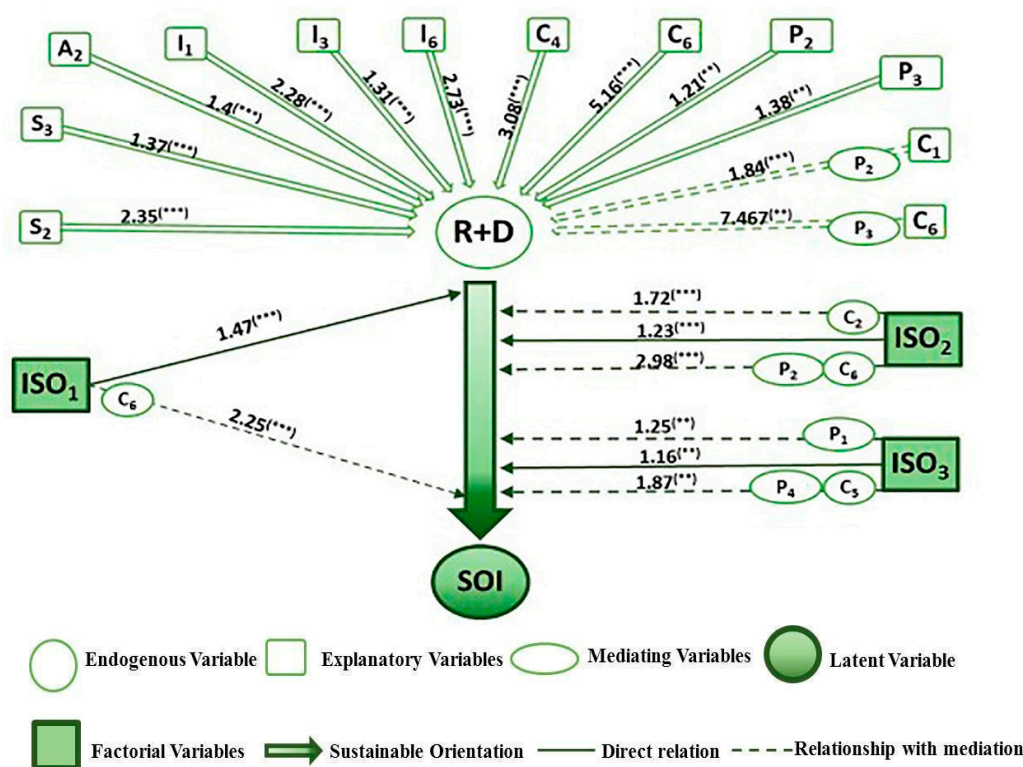 A2 I1 I3 I6 C4 C6 P2 P3
1.4(***) 2.28(***) 1.31(***) 2.73(***) 3.08(***) 5.16(***) 1.21(**) 1.38(**)
S3 1.37(***) 1.84(***) P2 C1
S2 2.35(***) R+D 7.467(**) P3 C6
1.47(***) 1.72(***) C2
1.23(***) ISO2
ISO1 2.98(***) P2 C6
C6 2.25(***) 1.25(**) P1
1.16(**) ISO3
1.87(**) P4 C5
SOI
Endogenous Variable Explanatory Variables Mediating Variables Latent Variable
Factorial Variables Sustainable Orientation Direct relation Relationship with mediation